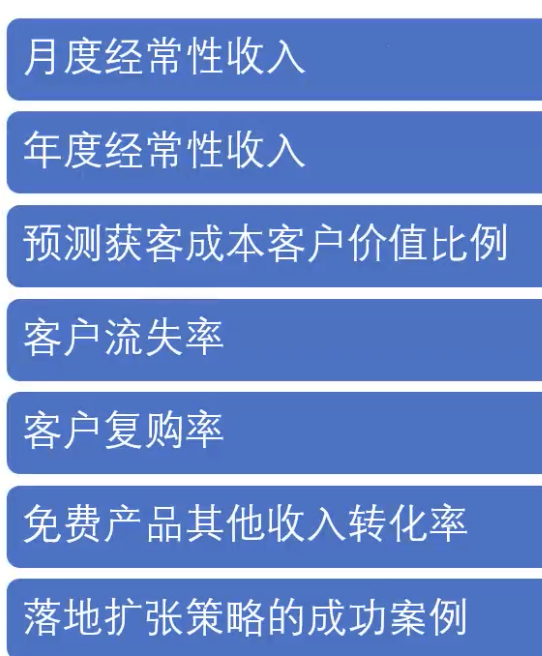 月度经常性收入
年度经常性收入
预测获客成本客户价值比例
客户流失率
客户复购率
免费产品其他收入转化率
落地扩张策略的成功案例